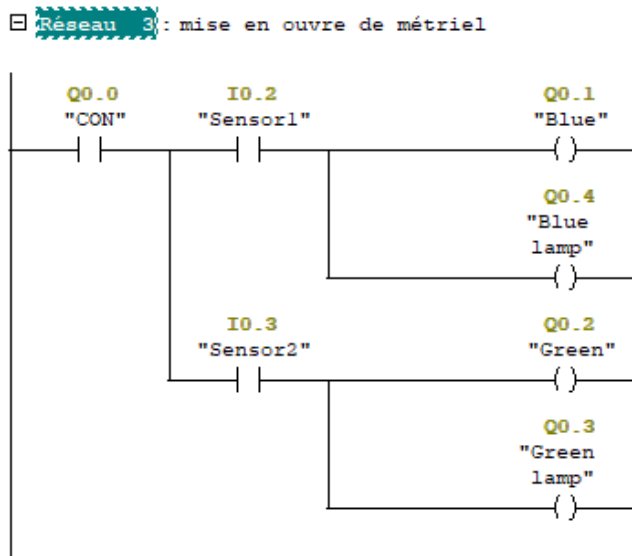 Réseau 3 : mise en ouvre de métriel
Q0.0 I0.2 Q0.1
"CON" "Sensor1" "Blue"
Q0.4
"Blue
lamp"
I0.3 Q0.2
"Sensor2" "Green"
Q0.3
"Green
lamp"